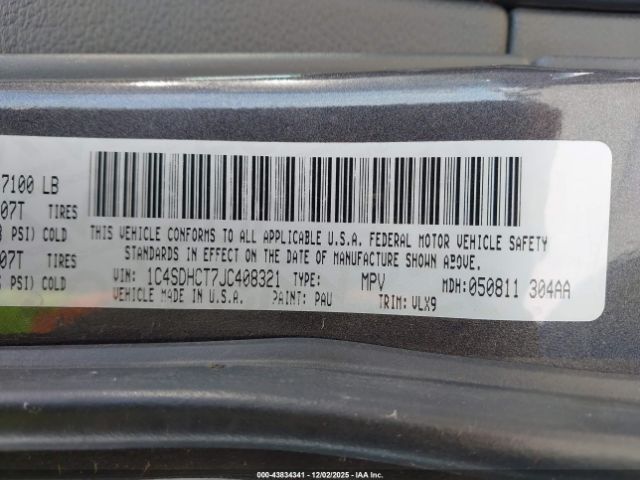 7100 LB
07T TIRES
PSI) COLD
07T TIRES
PSI) COLD
THIS VEHICLE CONFORMS TO ALL APPLICABLE U.S.A. FEDERAL MOTOR VEHICLE SAFETY
STANDARDS IN EFFECT ON THE DATE OF MANUFACTURE SHOWN ABOVE.
VIN: 1C4SDHCT7JC408321 TYPE: MPV MDH: 050811 304AA
VEHICLE MADE IN U.S.A. PAINT: PAU TRIM: VLX9
000-43834341 | 12/02/2025 - IAA Inc.